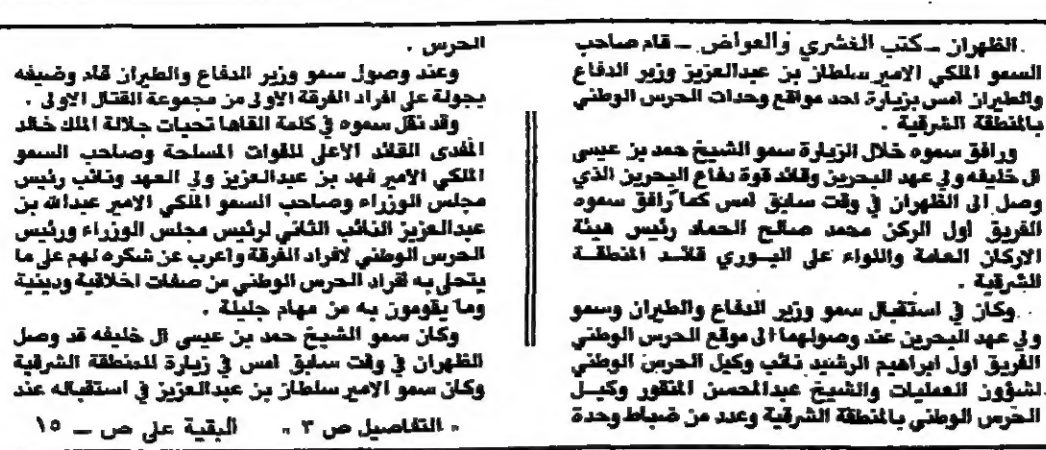 الظهران ـ كتب الغشري والعواض ـ قام صاحب
السمو الملكي الامير سلطان بن عبدالعزيز وزير الدفاع
والطيران امس بزيارة لاحد مواقع وحدات الحرس الوطني
بالمنطقة الشرقية .
ورافق سموه خلال الزيارة سمو الشيخ حمد بن عيسى
آل خليفه ولي عهد البحرين وقائد قوة دفاع البحرين الذي
وصل الى الظهران في وقت سابق امس كما رافق سموه
الفريق اول الركن محمد صالح الحماد رئيس هيئة
الاركان العامة واللواء على البوري قائد المنطقة
الشرقية .
وكان في استقبال سمو وزير الدفاع والطيران وسمو
ولي عهد البحرين عند وصولهما الى موقع الحرس الوطني
الفريق اول ابراهيم الرشيد نائب وكيل الحرس الوطني
لشؤون العمليات والشيخ عبدالمحسن المنقور وكيل
الحرس الوطني بالمنطقة الشرقية وعدد من ضباط وحدة
الحرس .
وعند وصول سمو وزير الدفاع والطيران قام وضيفه
بجولة على افراد الفرقة الاولى من مجموعة القتال الاولى .
وقد نقل سموه في كلمة القاها تحيات جلالة الملك خالد
المفدى القائد الاعلى للقوات المسلحة وصاحب السمو
الملكي الامير فهد بن عبدالعزيز ولي العهد ونائب رئيس
مجلس الوزراء وصاحب السمو الملكي الامير عبدالله بن
عبدالعزيز النائب الثاني لرئيس مجلس الوزراء ورئيس
الحرس الوطني لافراد الفرقة واعرب عن شكره لهم على ما
يتحلى به افراد الحرس الوطني من صفات اخلاقية ودينية
وما يقومون به من مهام جليلة .
وكان سمو الشيخ حمد بن عيسى آل خليفه قد وصل
الظهران في وقت سابق امس في زيارة للمنطقة الشرقية
وكان سمو الامير سلطان بن عبدالعزيز في استقباله عند
« التفاصيل ص ٣ » البقية على ص ـ ١٥